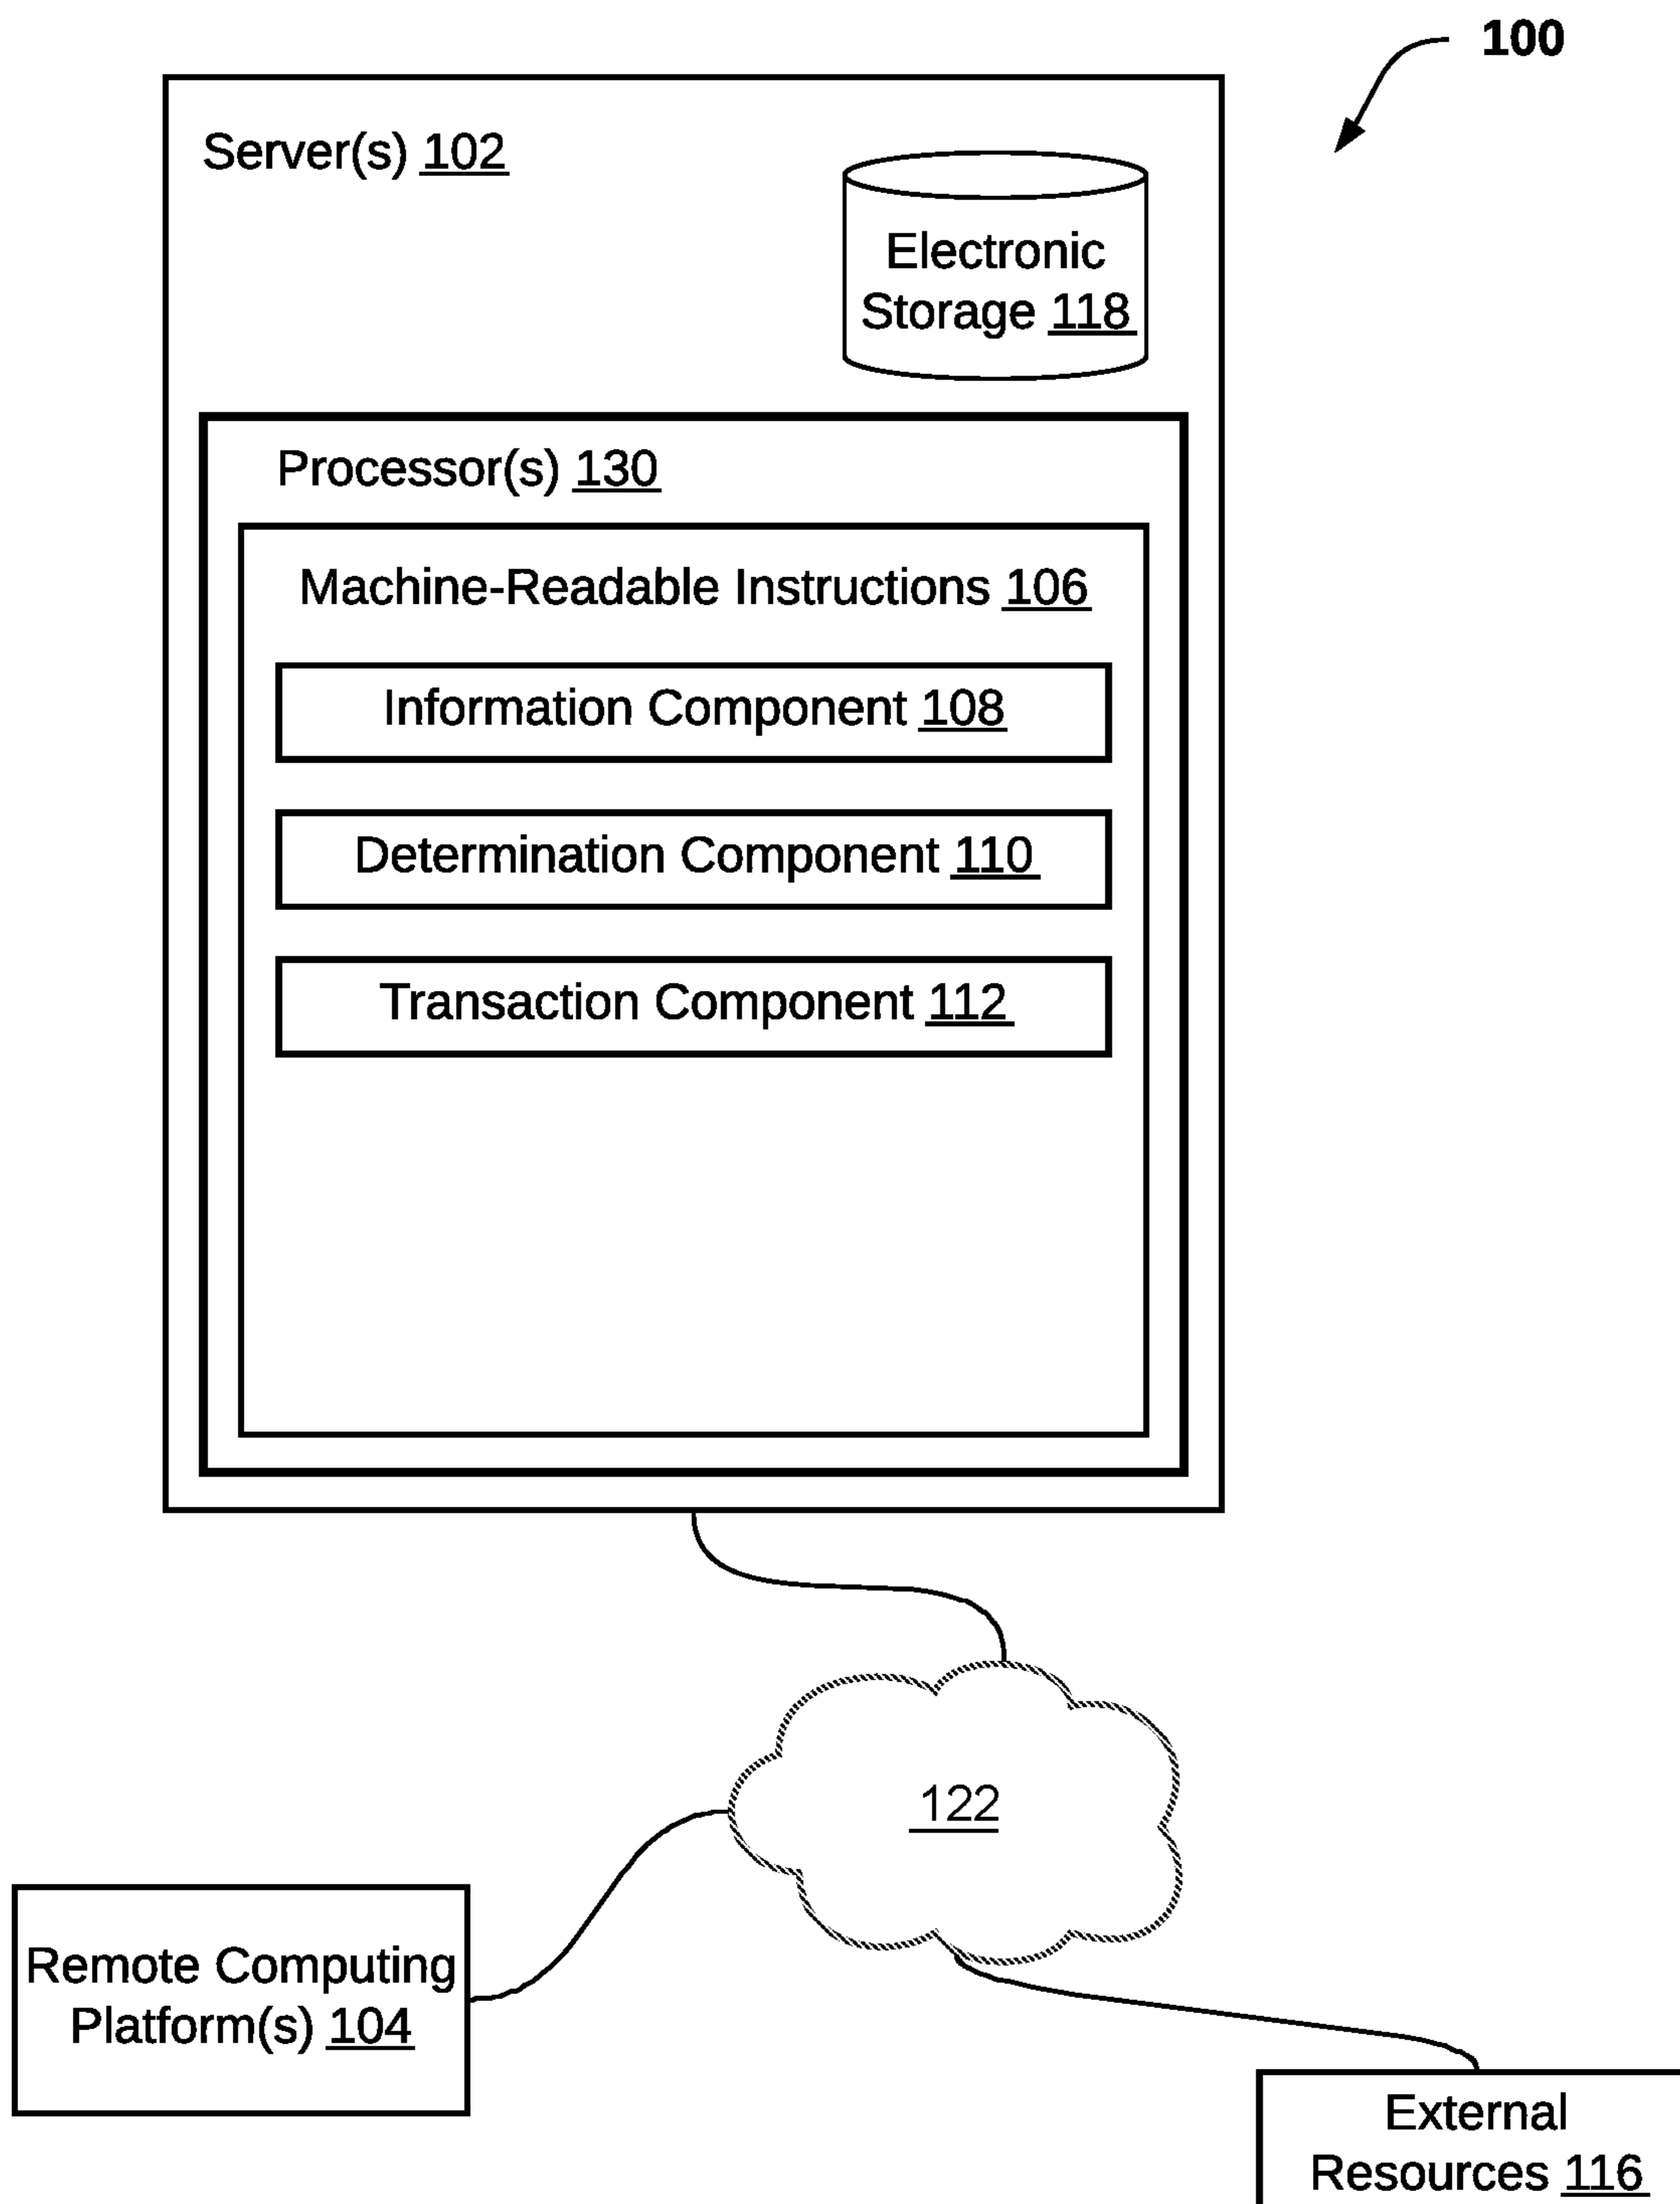 100
Server(s) 102
Electronic
Storage 118
Processor(s) 130
Machine-Readable Instructions 106
Information Component 108
Determination Component 110
Transaction Component 112
122
Remote Computing
Platform(s) 104
External
Resources 116